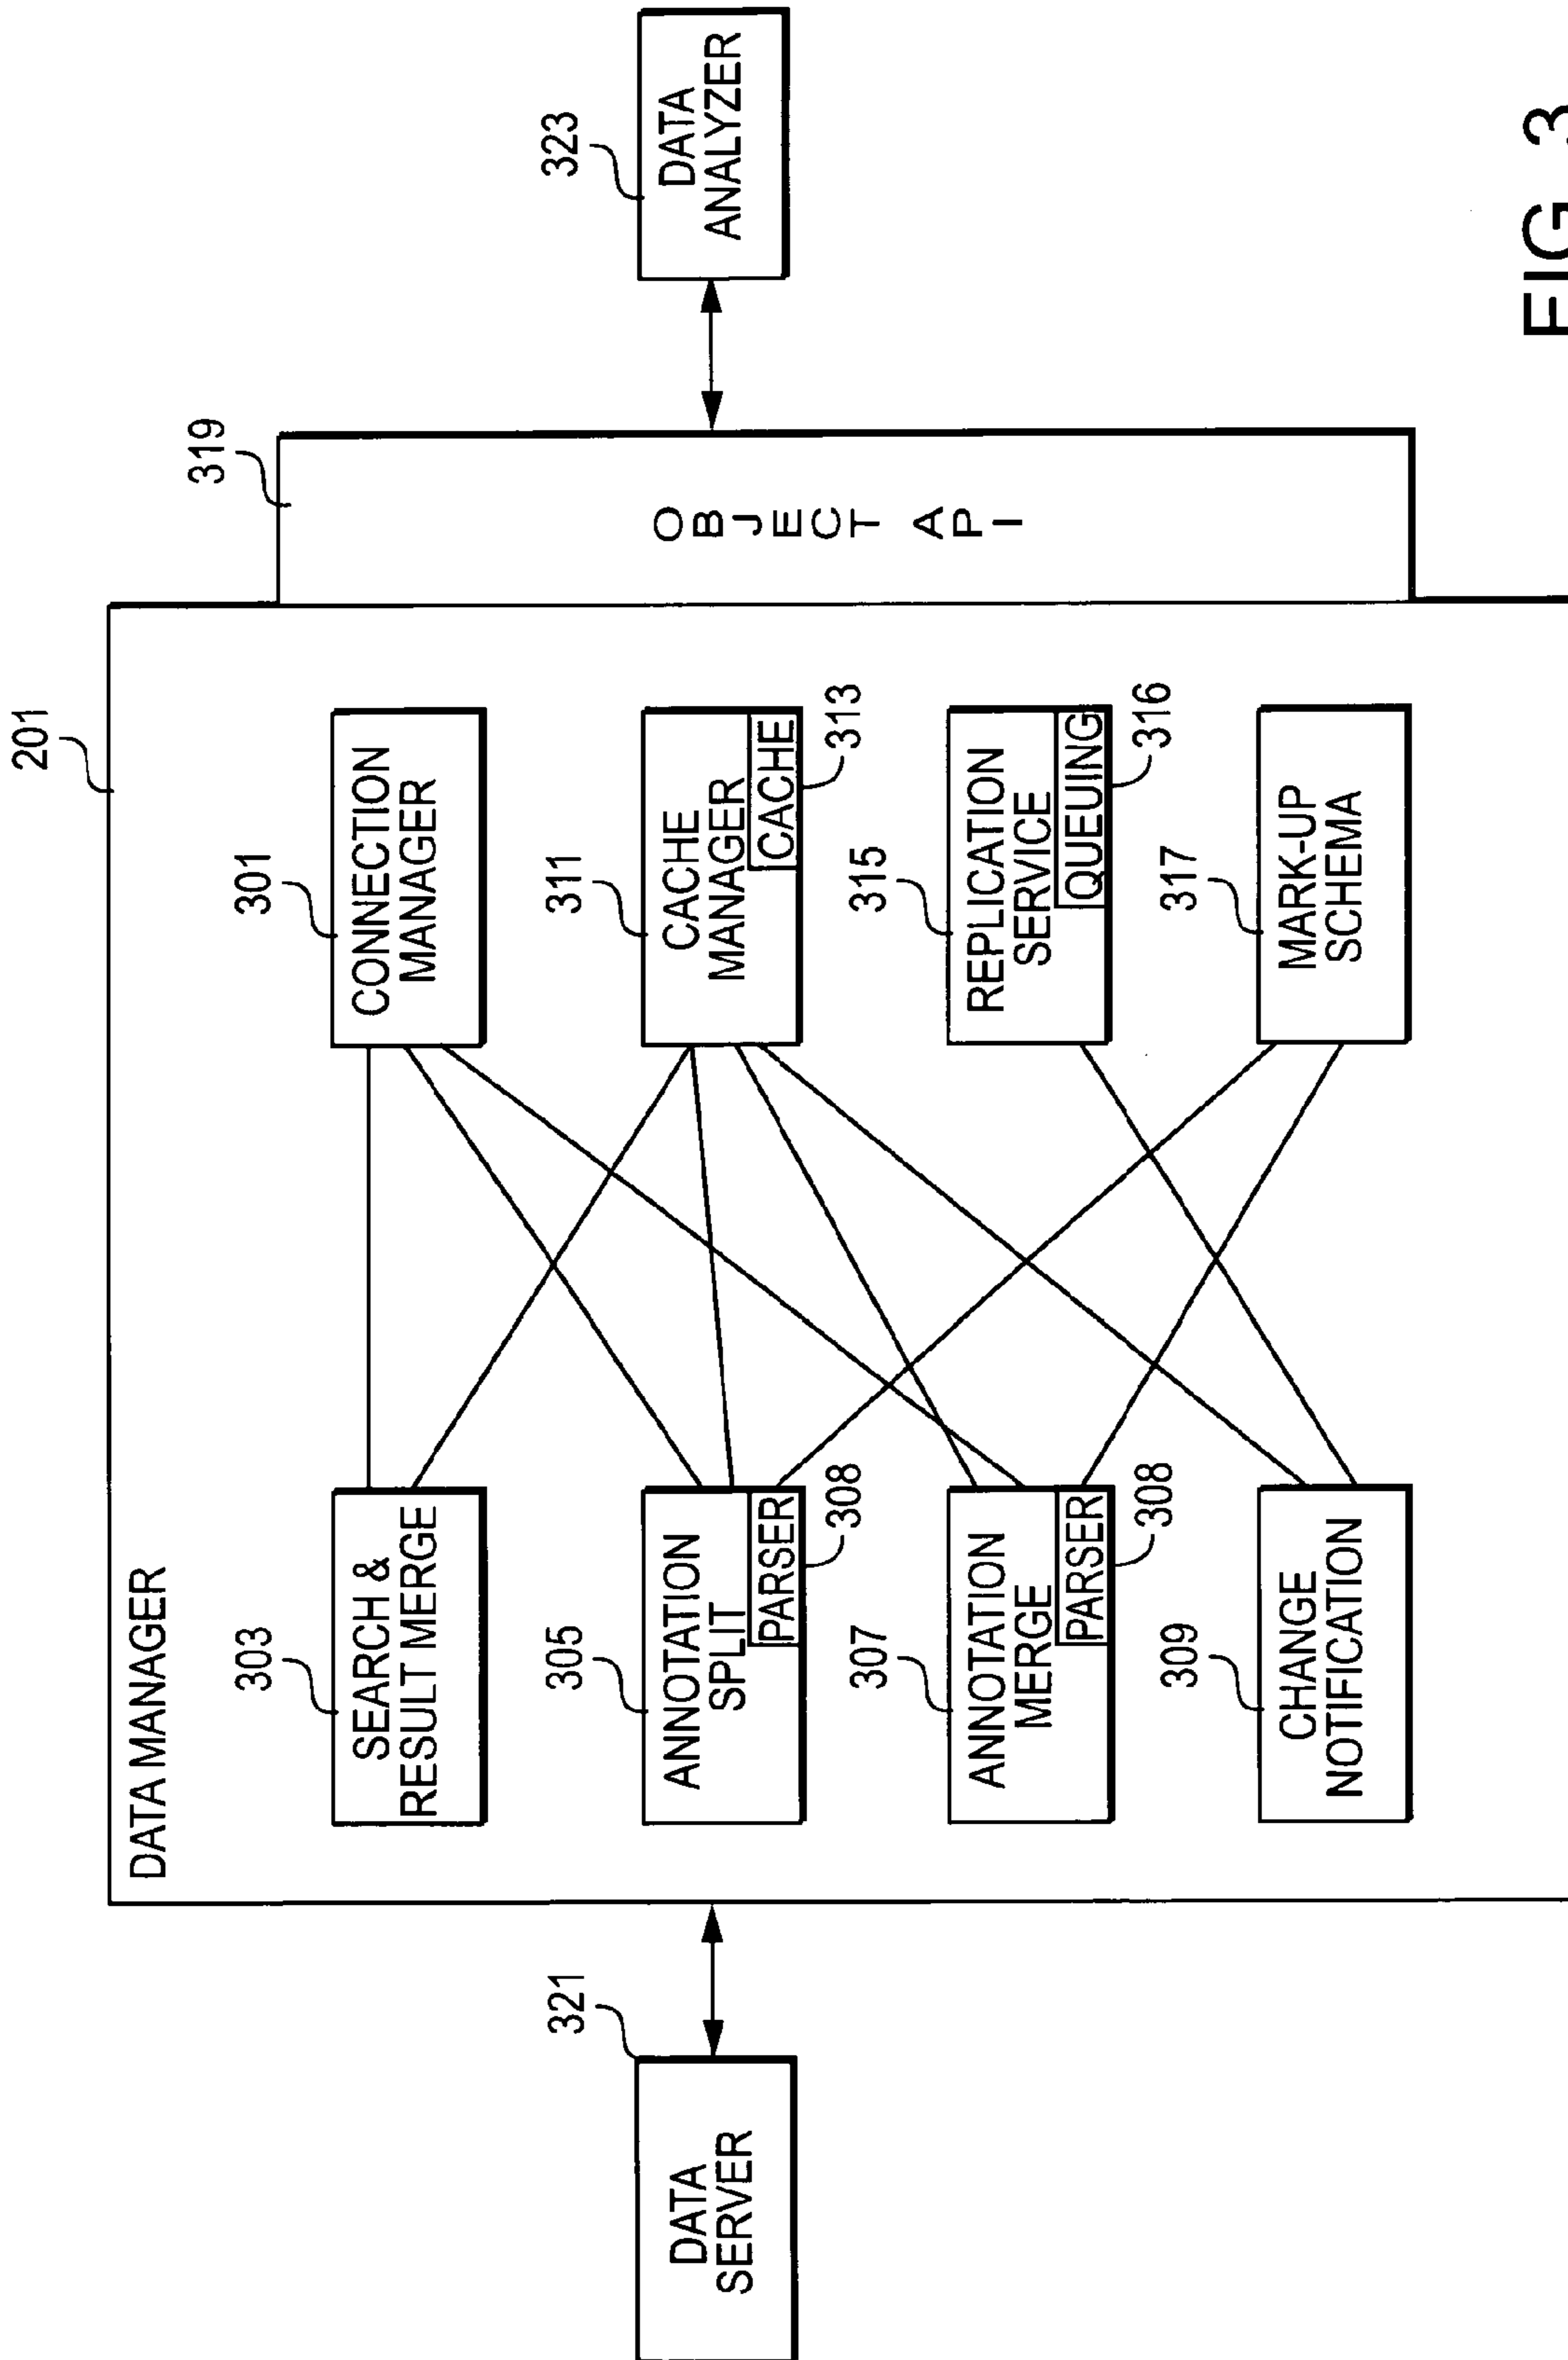 201
DATA MANAGER
303
SEARCH &
RESULT MERGE
301
CONNECTION
MANAGER
319
OBJECT API
321
DATA
SERVER
305
ANNOTATION
SPLIT
PARSER
308
311
CACHE
MANAGER
CACHE
313
323
DATA
ANALYZER
307
ANNOTATION
MERGE
PARSER
308
315
REPLICATION
SERVICE
QUEUING
316
309
CHANGE
NOTIFICATION
317
MARK-UP
SCHEMA
FIG. 3